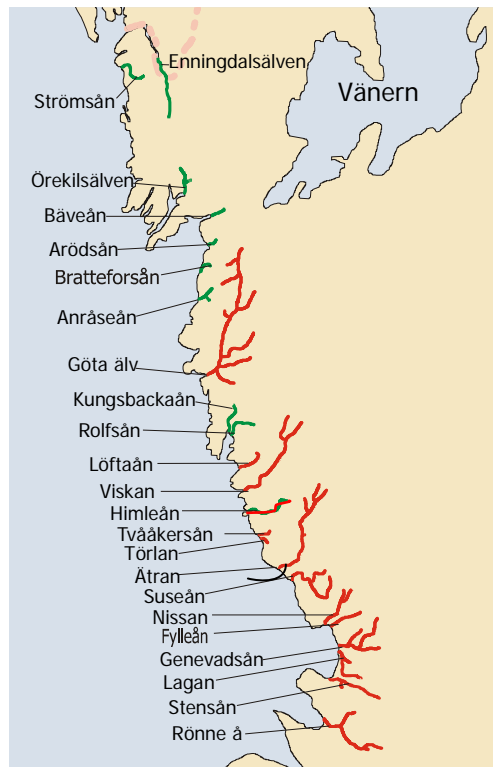 Enningdalsälven
Vänern
Strömsån
Örekilsälven
Bäveån
Arödsån
Bratteforsån
Anråseån
Göta älv
Kungsbackaån
Rolfsån
Löftaån
Viskan
Himleån
Tvååkersån
Törlan
Ätran
Suseån
Nissan
Fylleån
Genevadsån
Lagan
Stensån
Rönne å